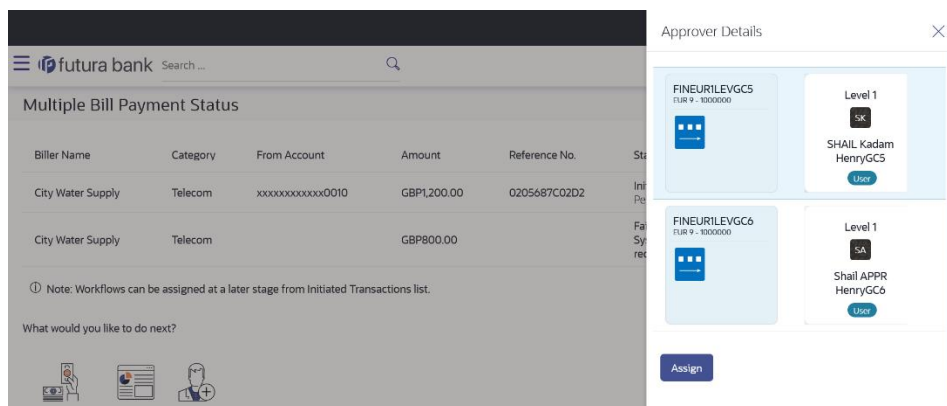 Approver Details
futura bank Search ...
Multiple Bill Payment Status
Biller Name Category From Account Amount Reference No.
City Water Supply Telecom xxxxxxxxxxxx0010 GBP1,200.00 0205687C02D2
City Water Supply Telecom GBP800.00
Note: Workflows can be assigned at a later stage from Initiated Transactions list.
What would you like to do next?
FINEUR1LEVGC5
EUR 9 - 1000000
Level 1
SK
SHAIL Kadam
HenryGC5
User
FINEUR1LEVGC6
EUR 9 - 1000000
Level 1
SA
Shail APPR
HenryGC6
User
Assign